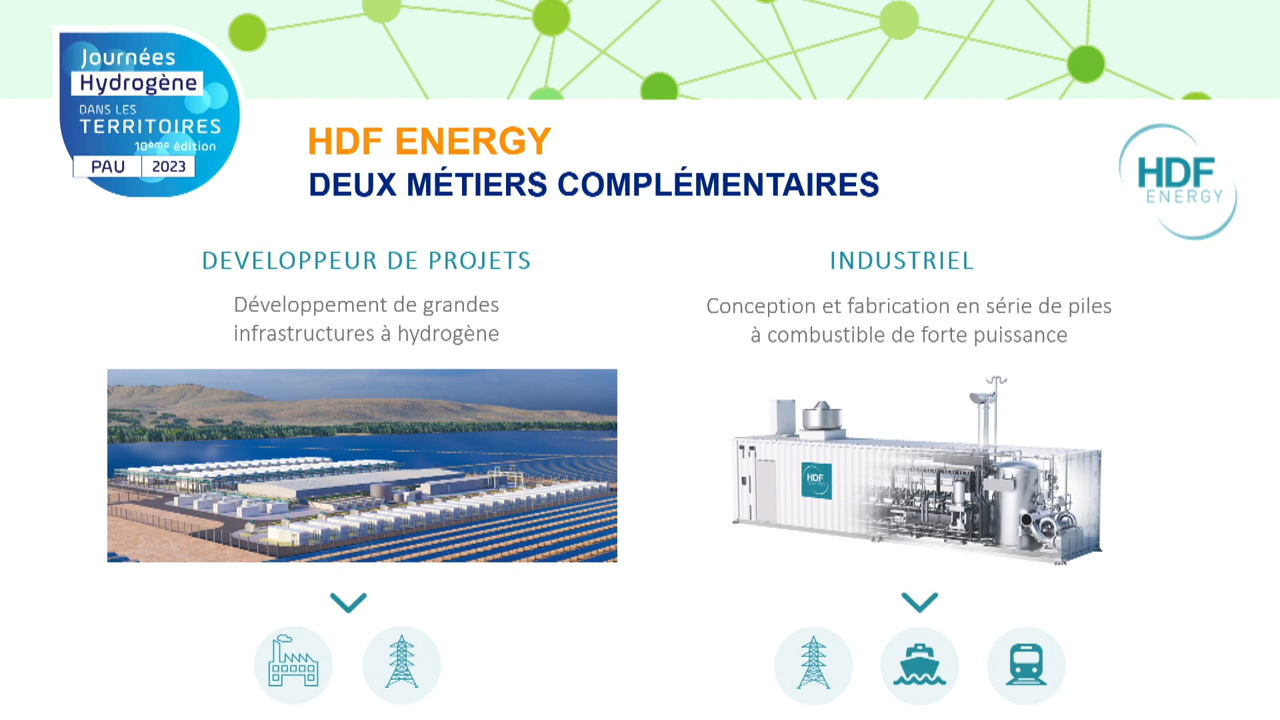 Journées
Hydrogène
DANS LES
TERRITOIRES
10ème édition
PAU 2023
HDF ENERGY
DEUX MÉTIERS COMPLÉMENTAIRES
HDF
ENERGY
DEVELOPPEUR DE PROJETS
Développement de grandes
infrastructures à hydrogène
INDUSTRIEL
Conception et fabrication en série de piles
à combustible de forte puissance
HDF